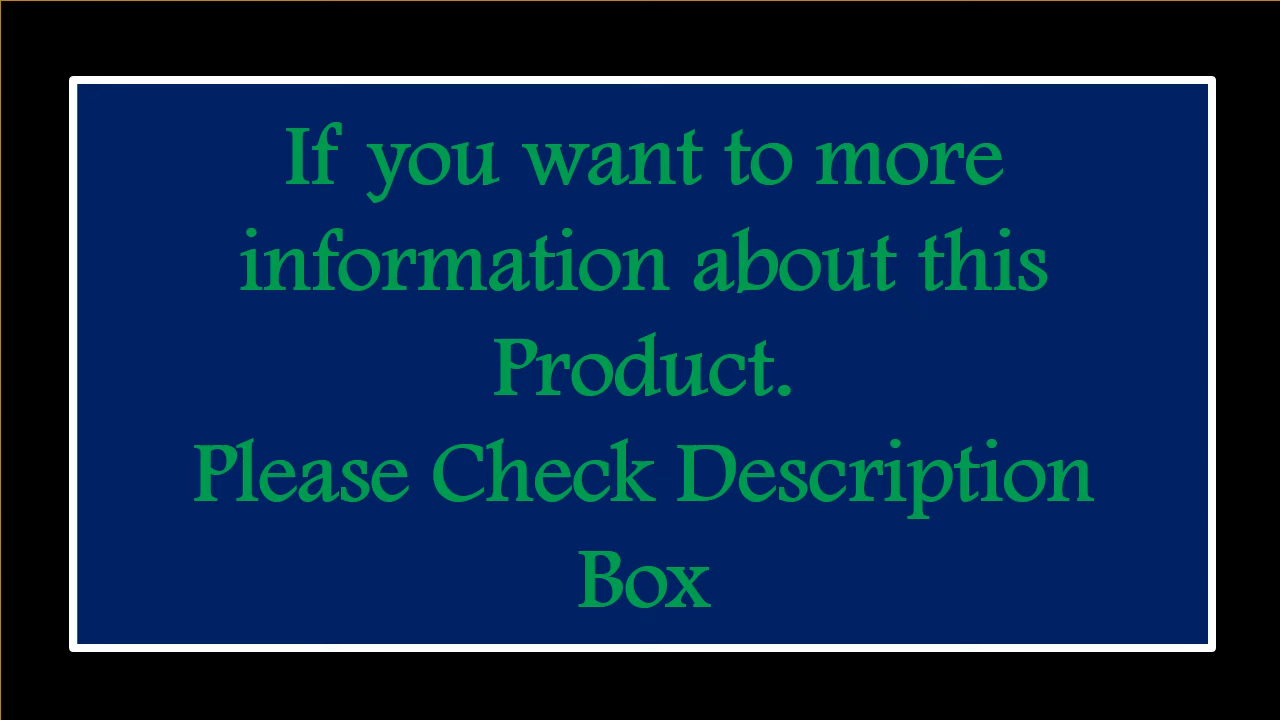 If you want to more
information about this
Product.
Please Check Description
Box